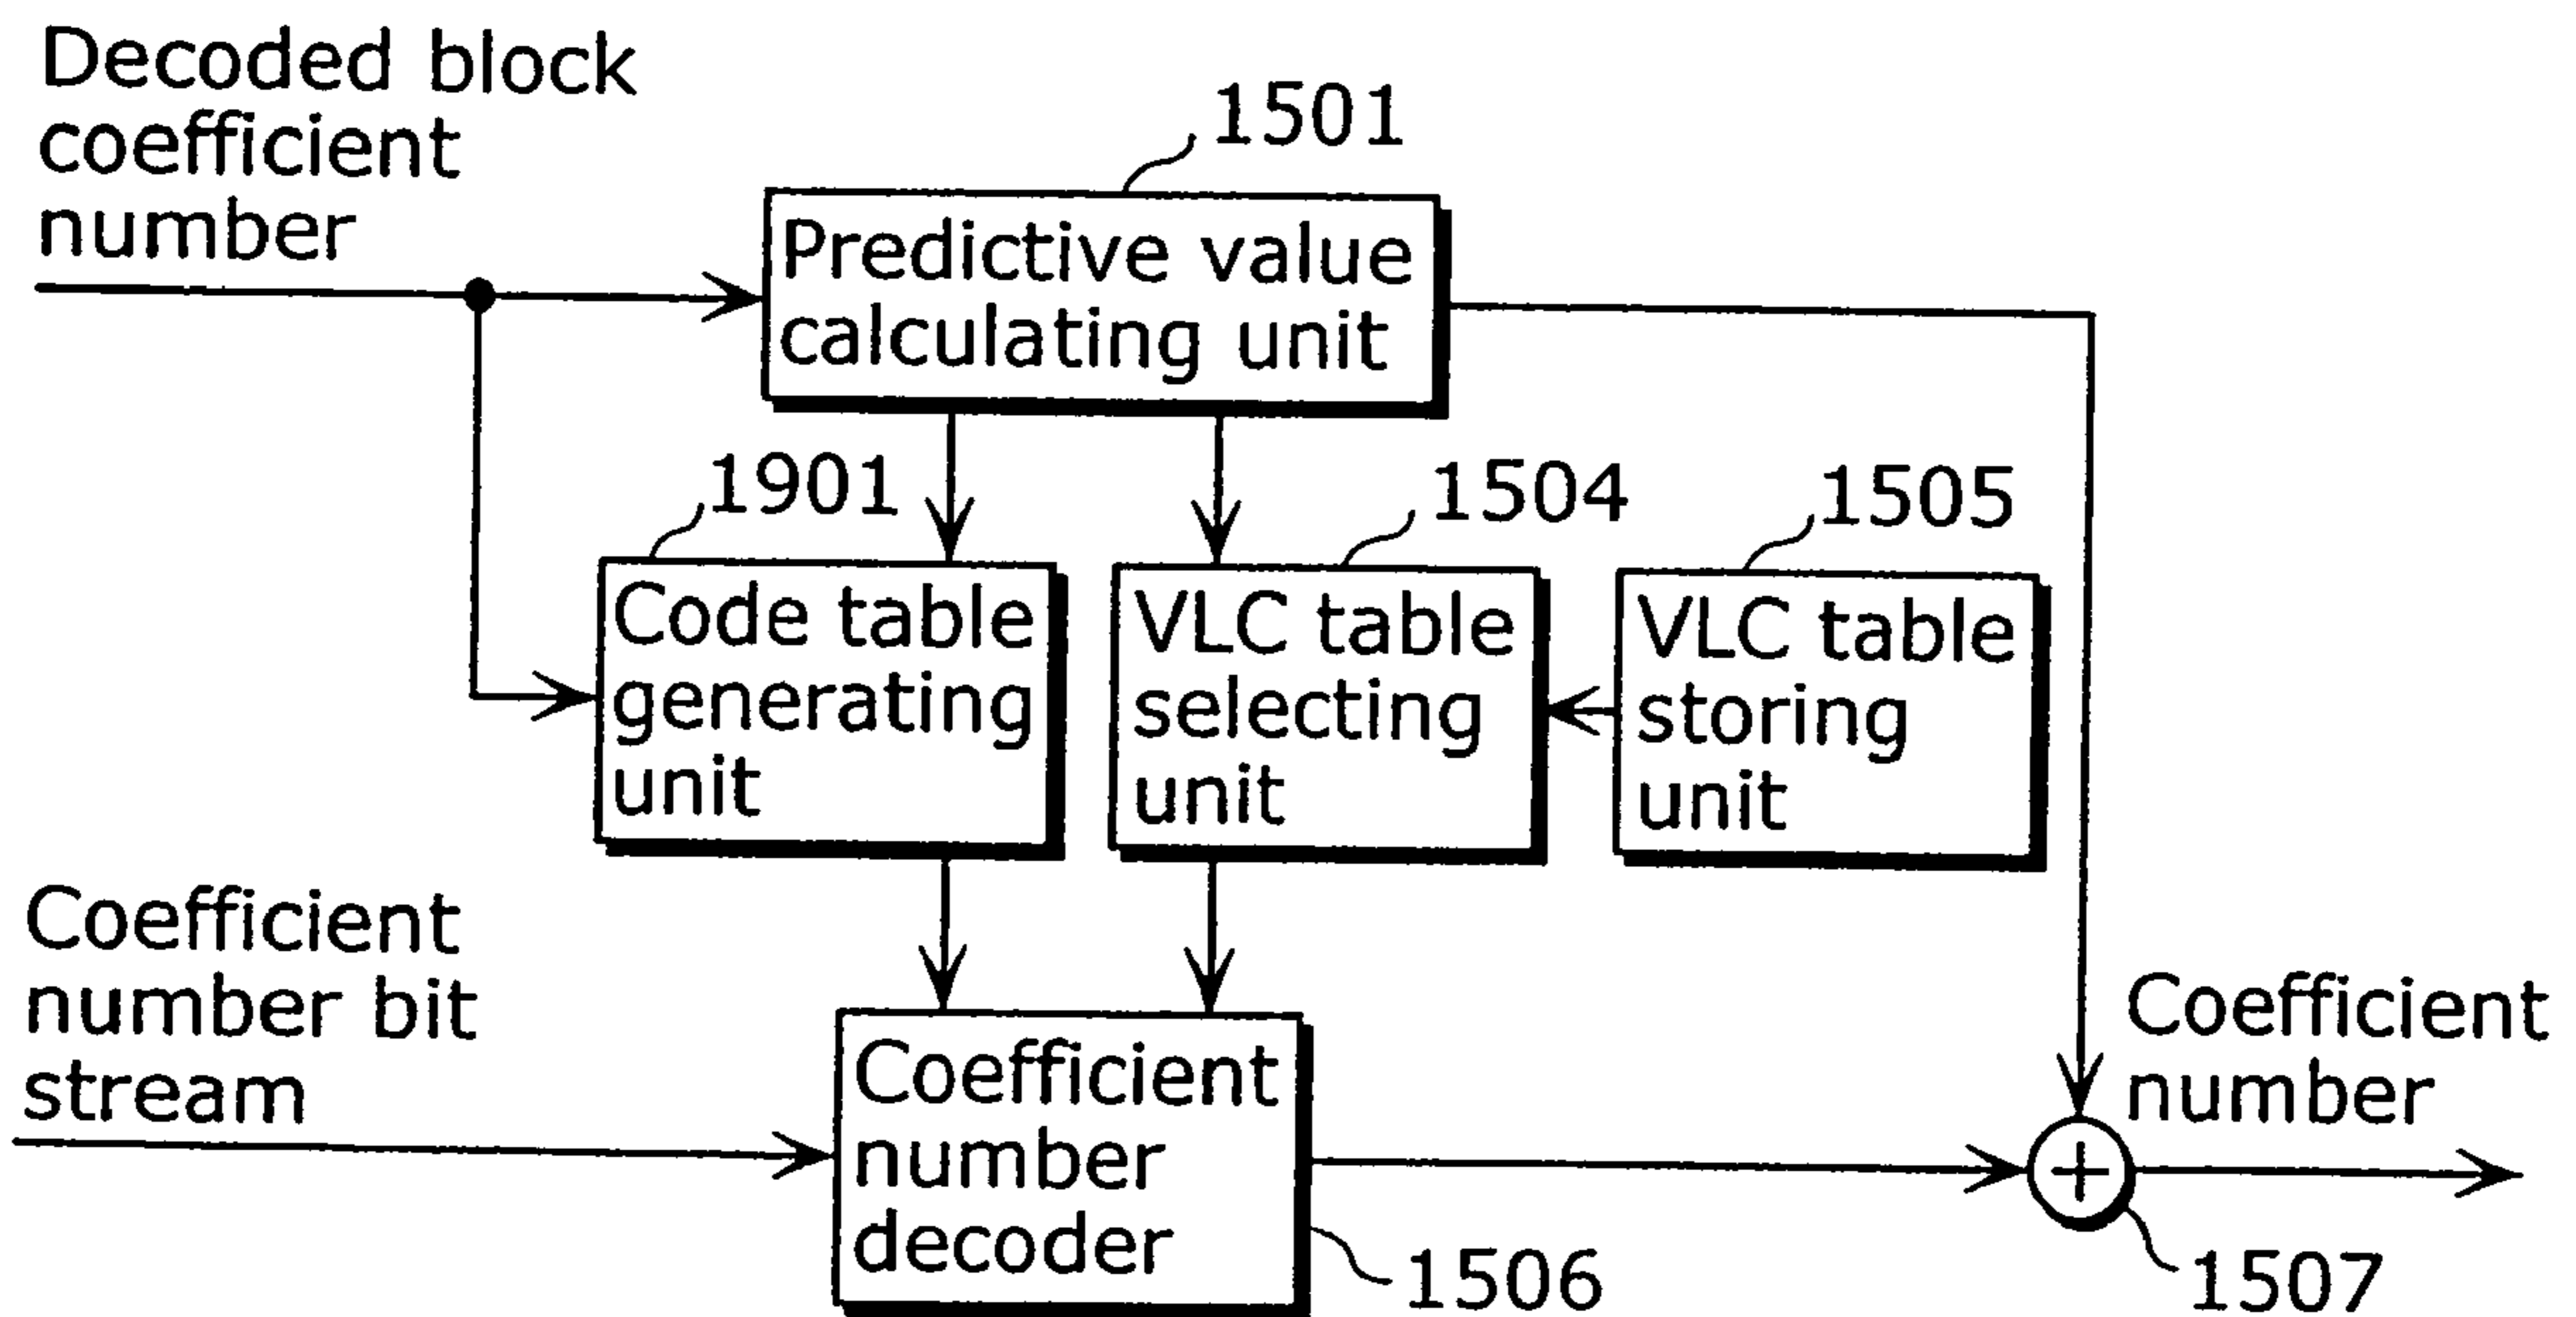 Decoded block
coefficient
number
1501
Predictive value
calculating unit
1901
1504
1505
Code table
generating
unit
VLC table
selecting
unit
VLC table
storing
unit
Coefficient
number bit
stream
Coefficient
number
decoder
Coefficient
number
+
1506
1507